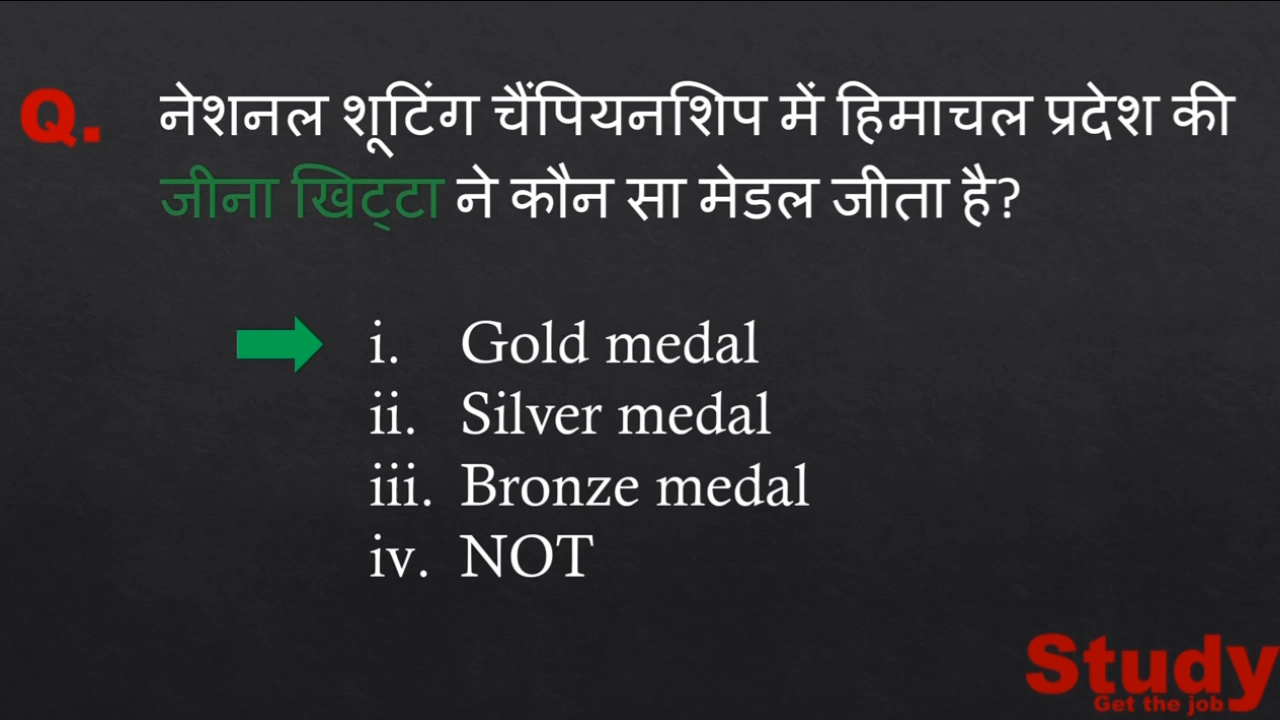 Q. नेशनल शूटिंग चैंपियनशिप में हिमाचल प्रदेश की
जीना खिट्टा ने कौन सा मेडल जीता है?
i. Gold medal
ii. Silver medal
iii. Bronze medal
iv. NOT
Study
Get the job